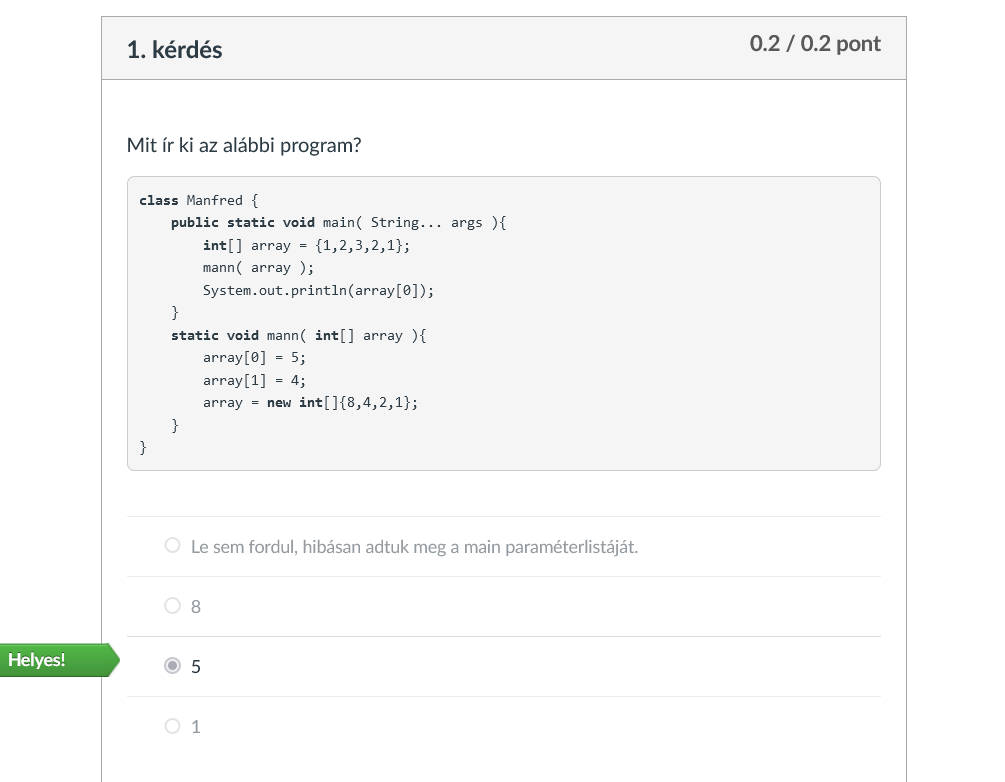 1. kérdés
0.2 / 0.2 pont
Mit ír ki az alábbi program?
class Manfred {
    public static void main( String... args ){
        int[] array = {1,2,3,2,1};
        mann( array );
        System.out.println(array[0]);
    }
    static void mann( int[] array ){
        array[0] = 5;
        array[1] = 4;
        array = new int[]{8,4,2,1};
    }
}
Le sem fordul, hibásan adtuk meg a main paraméterlistáját.
8
Helyes!
5
1